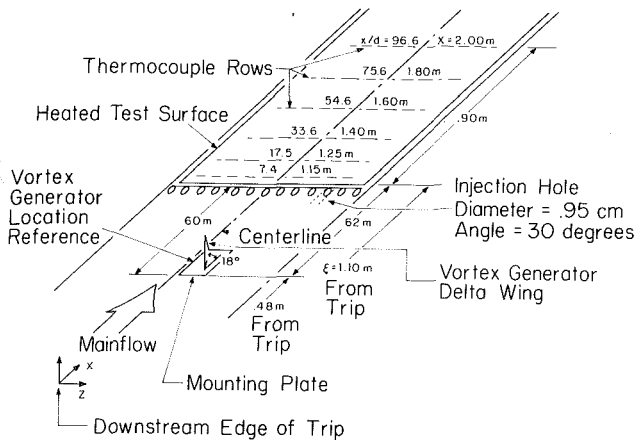 x/d = 96.6 X = 2.00m
Thermocouple Rows
75.6 1.80m
54.6 1.60m
Heated Test Surface
.90m
33.6 1.40m
17.5 1.25m
7.4 1.15m
Vortex
Generator
Location
Reference
Injection Hole
Diameter = .95 cm
Angle = 30 degrees
60m
62m
Centerline
18°
ξ = 1.10 m
From
Trip
Vortex Generator
Delta Wing
.48m
From
Trip
Mainflow
Mounting Plate
x
z
Downstream Edge of Trip